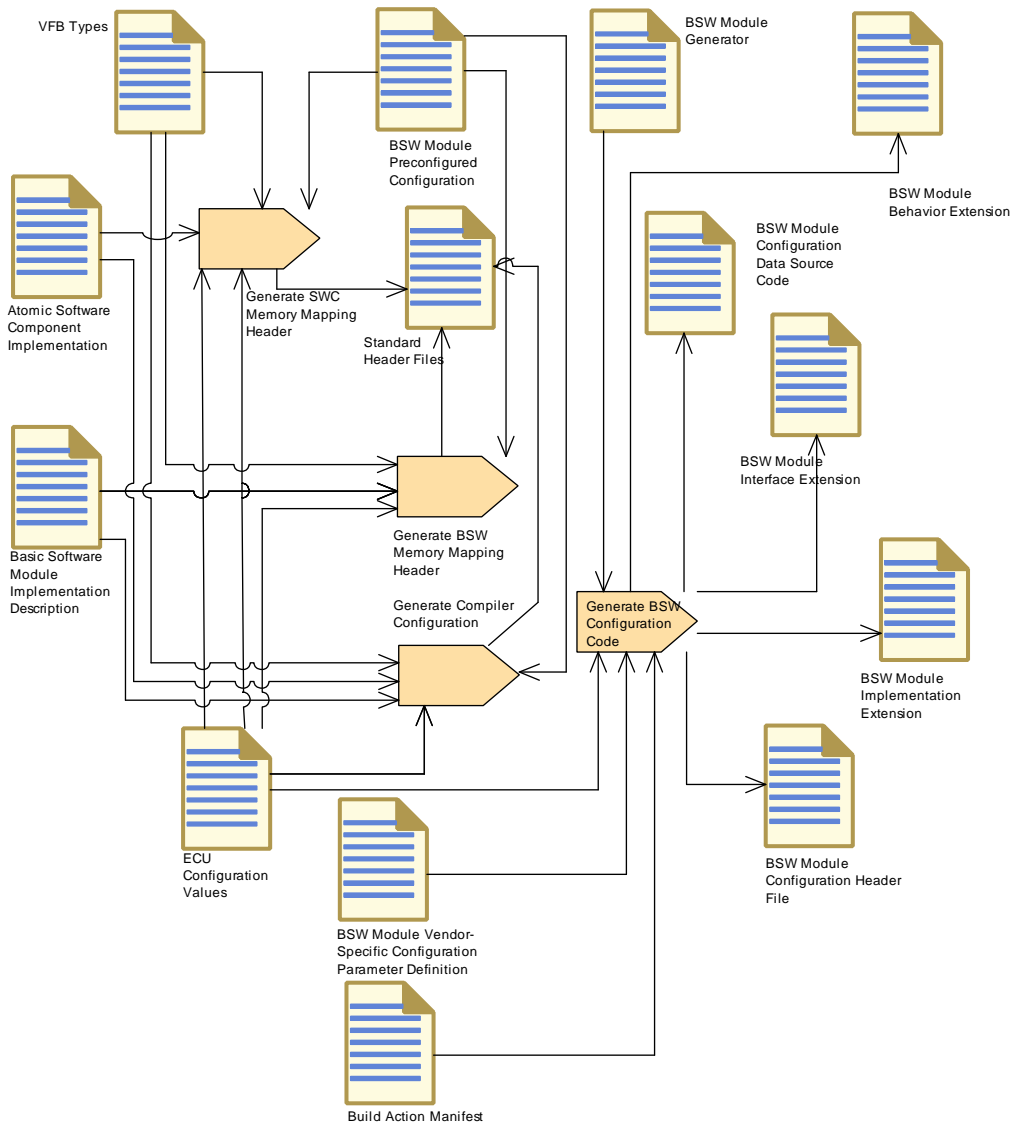 VFB Types
BSW Module
Generator
BSW Module
Preconfigured
Configuration
BSW Module
Behavior Extension
BSW Module
Configuration
Data Source
Code
Atomic Software
Component
Implementation
Generate SWC
Memory Mapping
Header
Standard
Header Files
BSW Module
Interface Extension
Basic Software
Module
Implementation
Description
Generate BSW
Memory Mapping
Header
Generate Compiler
Configuration
Generate BSW
Configuration
Code
BSW Module
Implementation
Extension
ECU
Configuration
Values
BSW Module
Configuration Header
File
BSW Module Vendor-
Specific Configuration
Parameter Definition
Build Action Manifest